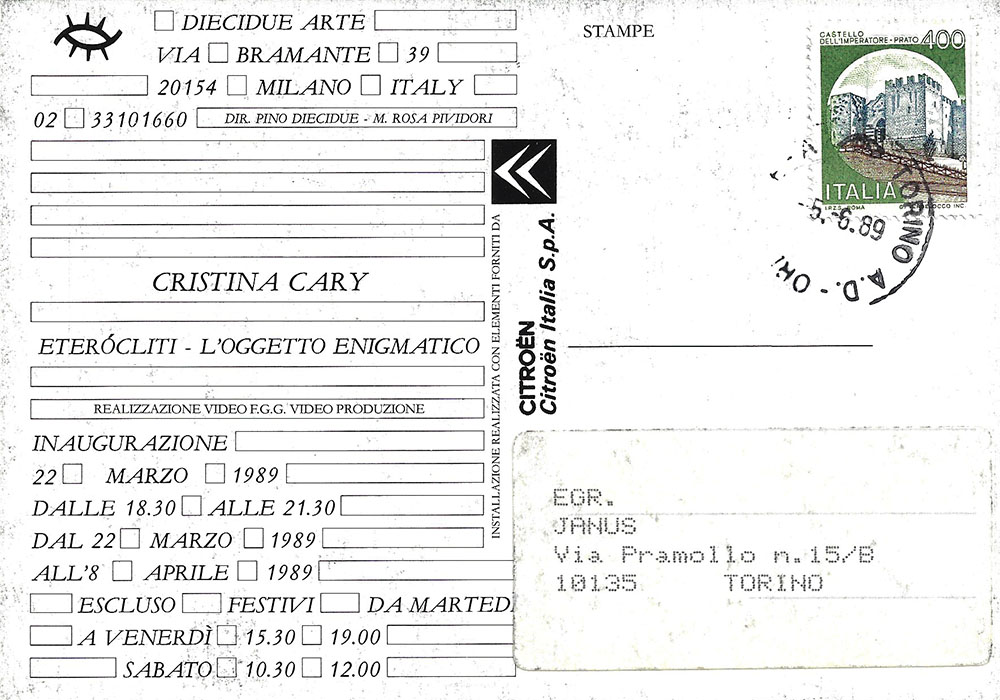 DIECIDUE ARTE
VIA BRAMANTE 39
20154 MILANO ITALY
02 33101660 DIR. PINO DIECIDUE - M. ROSA PIVIDORI
CRISTINA CARY
ETERÓCLITI - L'OGGETTO ENIGMATICO
REALIZZAZIONE VIDEO F.G.G. VIDEO PRODUZIONE
INAUGURAZIONE
22 MARZO 1989
DALLE 18.30 ALLE 21.30
DAL 22 MARZO 1989
ALL'8 APRILE 1989
ESCLUSO FESTIVI DA MARTEDÌ
A VENERDÌ 15.30 19.00
SABATO 10.30 12.00
INSTALLAZIONE REALIZZATA CON ELEMENTI FORNITI DA
CITROËN
Citroën Italia S.p.A.
STAMPE
CASTELLO
DELL'IMPERATORE - PRATO 400
ITALIA
I.P.Z.S. ROMA
TORINO A.D. - 
-5.-6.89
EGR.
JANUS
Via Pramollo n.15/B
10135 TORINO